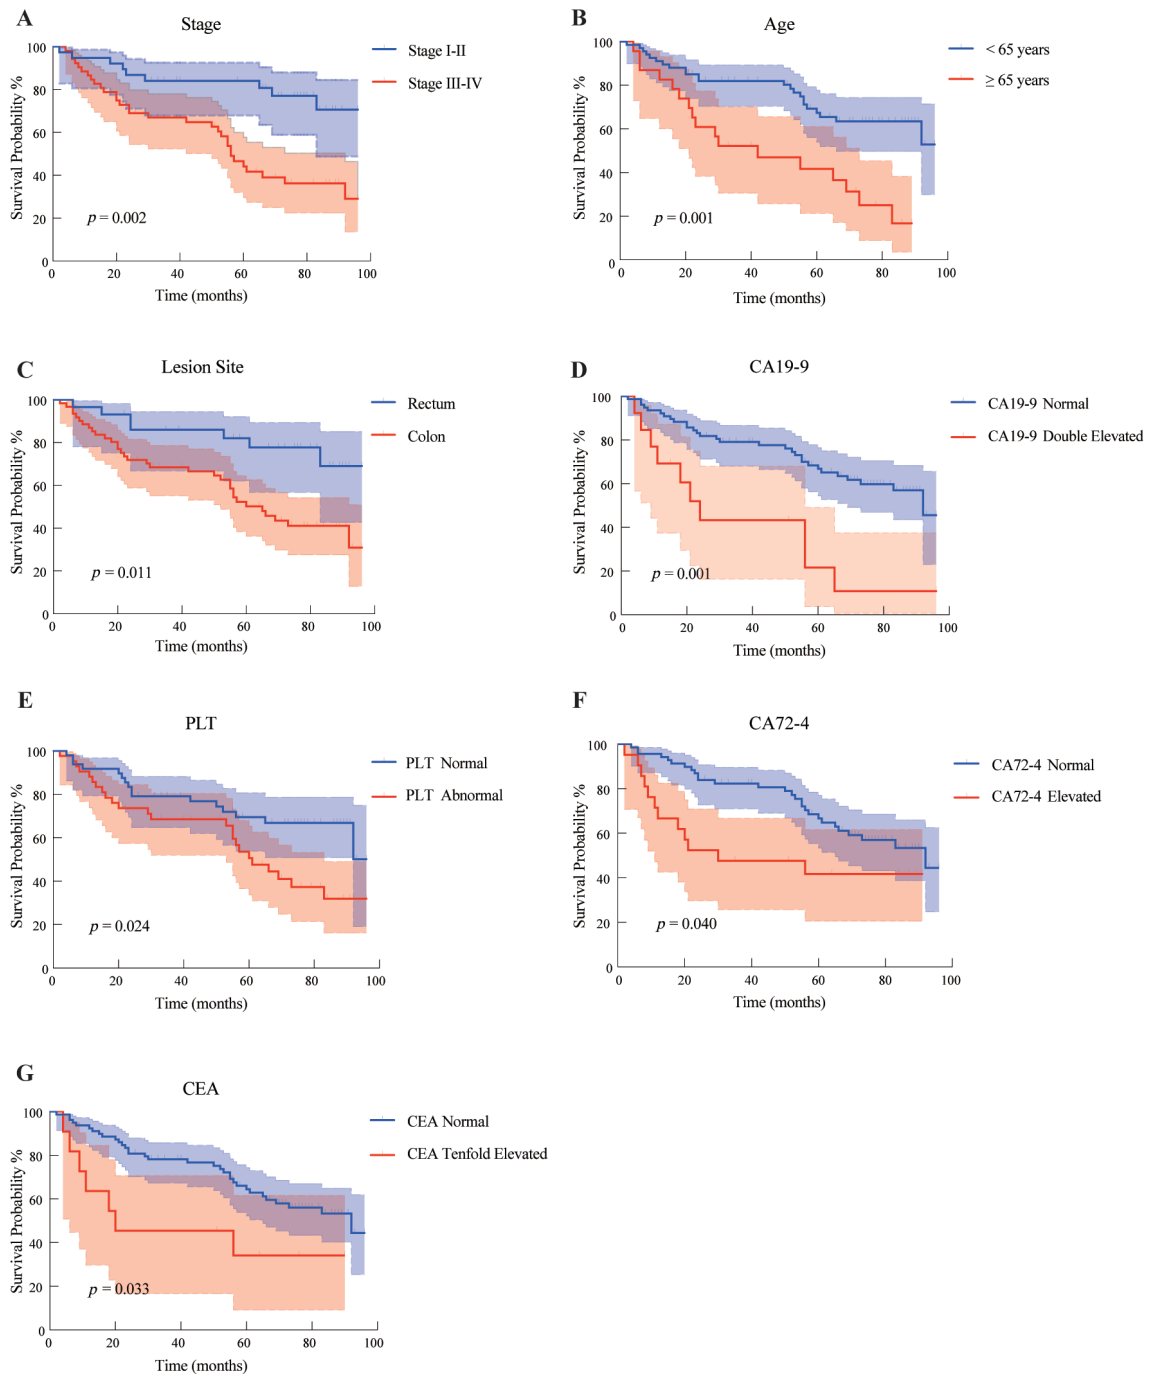 A
Stage
Survival Probability %
100
80
60
40
20
0
0 20 40 60 80 100
Time (months)
p = 0.002
Stage I-II
Stage III-IV
B
Age
Survival Probability %
100
80
60
40
20
0
0 20 40 60 80 100
Time (months)
p = 0.001
< 65 years
≥ 65 years
C
Lesion Site
Survival Probability %
100
80
60
40
20
0
0 20 40 60 80 100
Time (months)
p = 0.011
Rectum
Colon
D
CA19-9
Survival Probability %
100
80
60
40
20
0
0 20 40 60 80 100
Time (months)
p = 0.001
CA19-9 Normal
CA19-9 Double Elevated
E
PLT
Survival Probability %
100
80
60
40
20
0
0 20 40 60 80 100
Time (months)
p = 0.024
PLT Normal
PLT Abnormal
F
CA72-4
Survival Probability %
100
80
60
40
20
0
0 20 40 60 80 100
Time (months)
p = 0.040
CA72-4 Normal
CA72-4 Elevated
G
CEA
Survival Probability %
100
80
60
40
20
0
0 20 40 60 80 100
Time (months)
p = 0.033
CEA Normal
CEA Tenfold Elevated